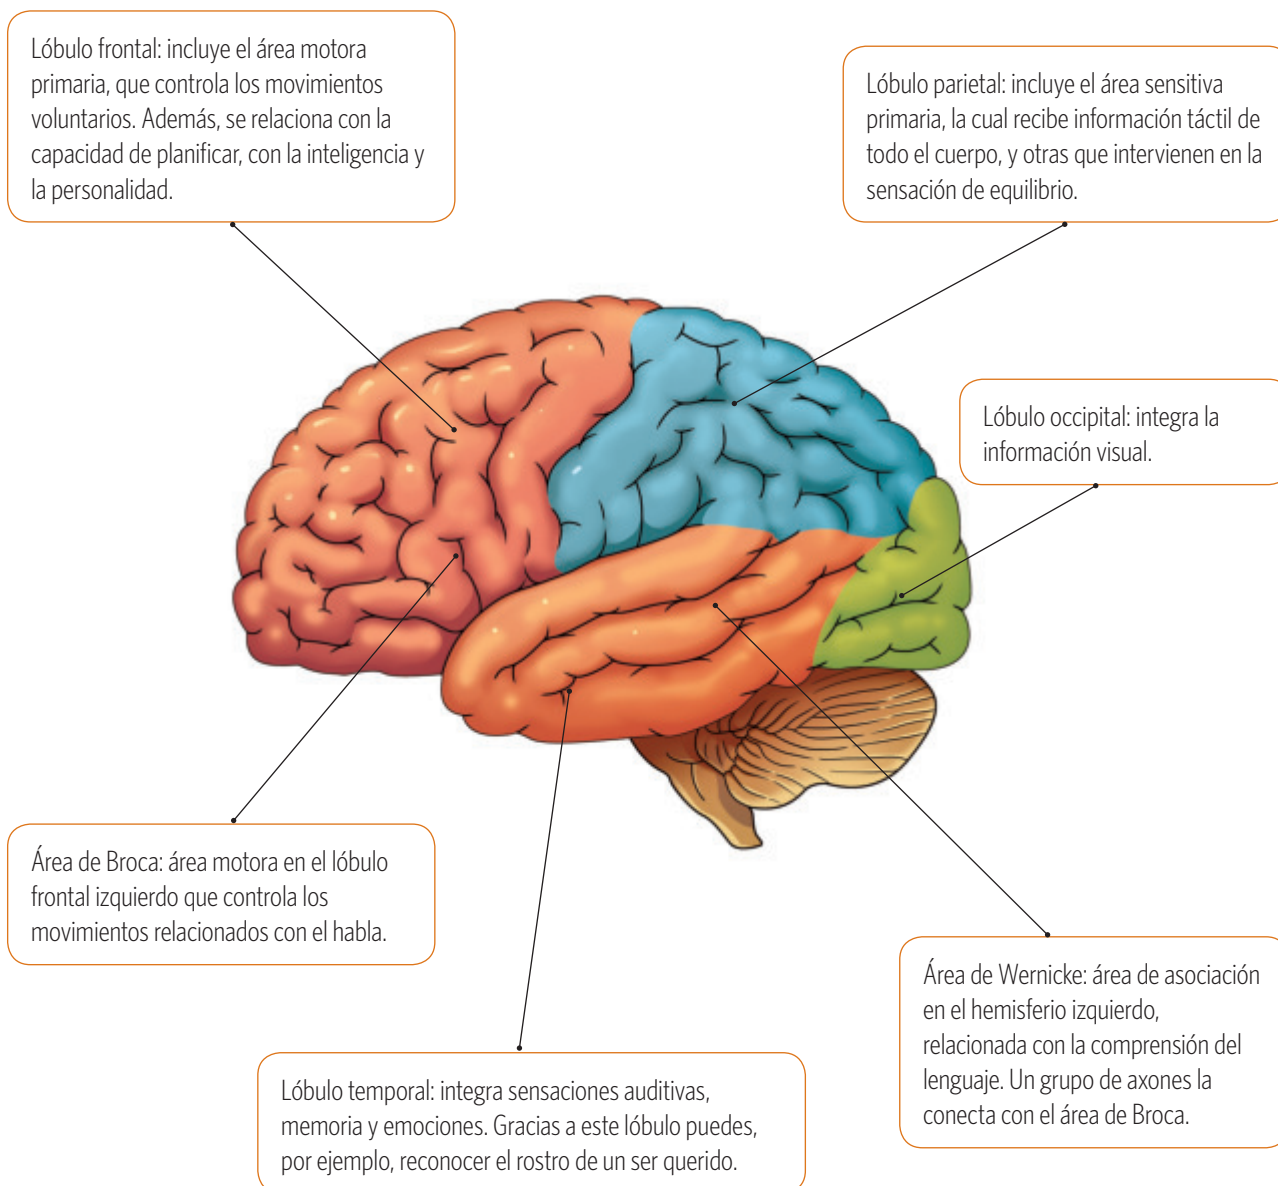 Lóbulo frontal: incluye el área motora
primaria, que controla los movimientos
voluntarios. Además, se relaciona con la
capacidad de planificar, con la inteligencia y
la personalidad.
Lóbulo parietal: incluye el área sensitiva
primaria, la cual recibe información táctil de
todo el cuerpo, y otras que intervienen en la
sensación de equilibrio.
Lóbulo occipital: integra la
información visual.
Área de Broca: área motora en el lóbulo
frontal izquierdo que controla los
movimientos relacionados con el habla.
Área de Wernicke: área de asociación
en el hemisferio izquierdo,
relacionada con la comprensión del
lenguaje. Un grupo de axones la
conecta con el área de Broca.
Lóbulo temporal: integra sensaciones auditivas,
memoria y emociones. Gracias a este lóbulo puedes,
por ejemplo, reconocer el rostro de un ser querido.